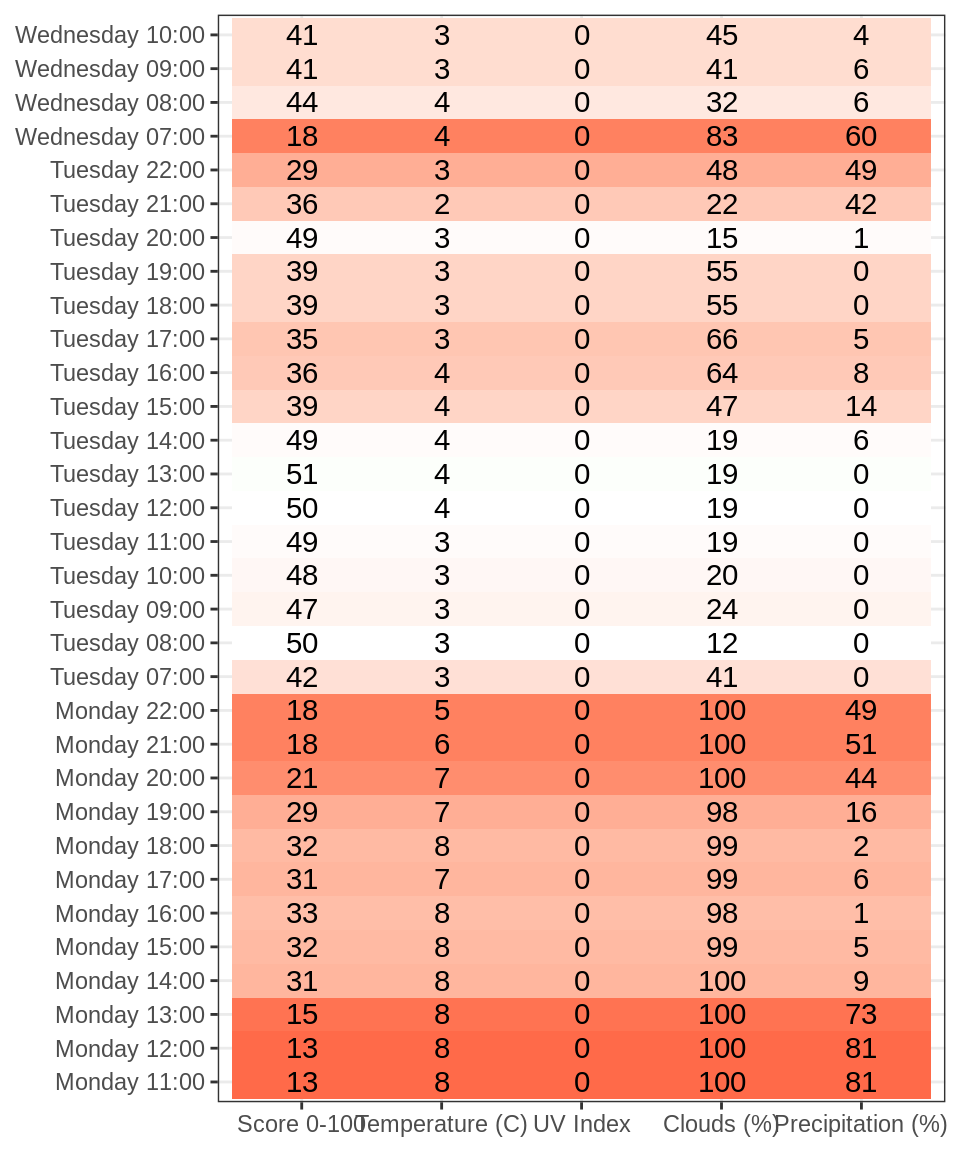 Wednesday 10:00 41 3 0 45 4
Wednesday 09:00 41 3 0 41 6
Wednesday 08:00 44 4 0 32 6
Wednesday 07:00 18 4 0 83 60
Tuesday 22:00 29 3 0 48 49
Tuesday 21:00 36 2 0 22 42
Tuesday 20:00 49 3 0 15 1
Tuesday 19:00 39 3 0 55 0
Tuesday 18:00 39 3 0 55 0
Tuesday 17:00 35 3 0 66 5
Tuesday 16:00 36 4 0 64 8
Tuesday 15:00 39 4 0 47 14
Tuesday 14:00 49 4 0 19 6
Tuesday 13:00 51 4 0 19 0
Tuesday 12:00 50 4 0 19 0
Tuesday 11:00 49 3 0 19 0
Tuesday 10:00 48 3 0 20 0
Tuesday 09:00 47 3 0 24 0
Tuesday 08:00 50 3 0 12 0
Tuesday 07:00 42 3 0 41 0
Monday 22:00 18 5 0 100 49
Monday 21:00 18 6 0 100 51
Monday 20:00 21 7 0 100 44
Monday 19:00 29 7 0 98 16
Monday 18:00 32 8 0 99 2
Monday 17:00 31 7 0 99 6
Monday 16:00 33 8 0 98 1
Monday 15:00 32 8 0 99 5
Monday 14:00 31 8 0 100 9
Monday 13:00 15 8 0 100 73
Monday 12:00 13 8 0 100 81
Monday 11:00 13 8 0 100 81
Score 0-100 Temperature (C) UV Index Clouds (%) Precipitation (%)